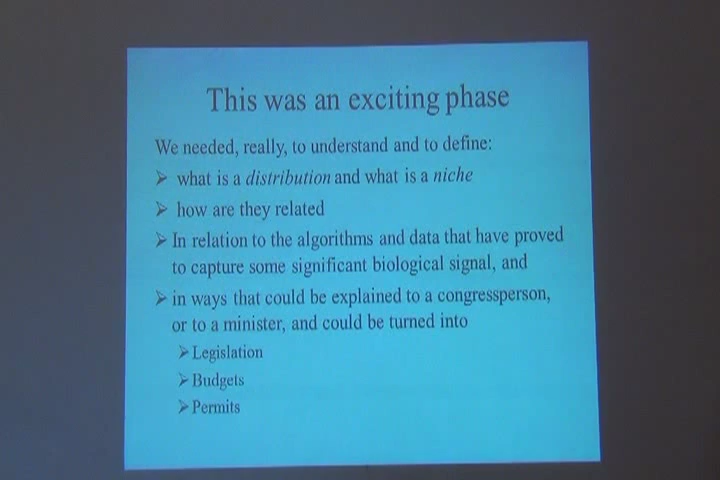 This was an exciting phase
We needed, really, to understand and to define:
➢ what is a distribution and what is a niche
➢ how are they related
➢ In relation to the algorithms and data that have proved
to capture some significant biological signal, and
➢ in ways that could be explained to a congressperson,
or to a minister, and could be turned into
➢ Legislation
➢ Budgets
➢ Permits